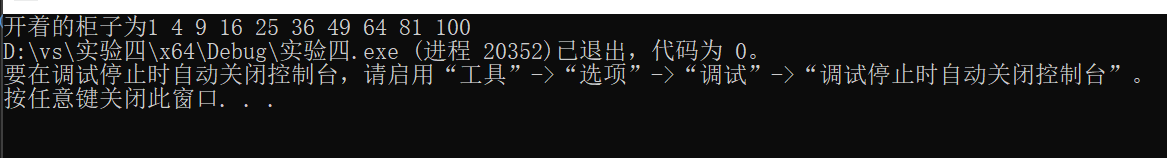 开着的柜子为1 4 9 16 25 36 49 64 81 100
D:\vs\实验四\x64\Debug\实验四.exe (进程 20352)已退出，代码为 0。
要在调试停止时自动关闭控制台，请启用“工具”->“选项”->“调试”->“调试停止时自动关闭控制台”。
按任意键关闭此窗口. . .